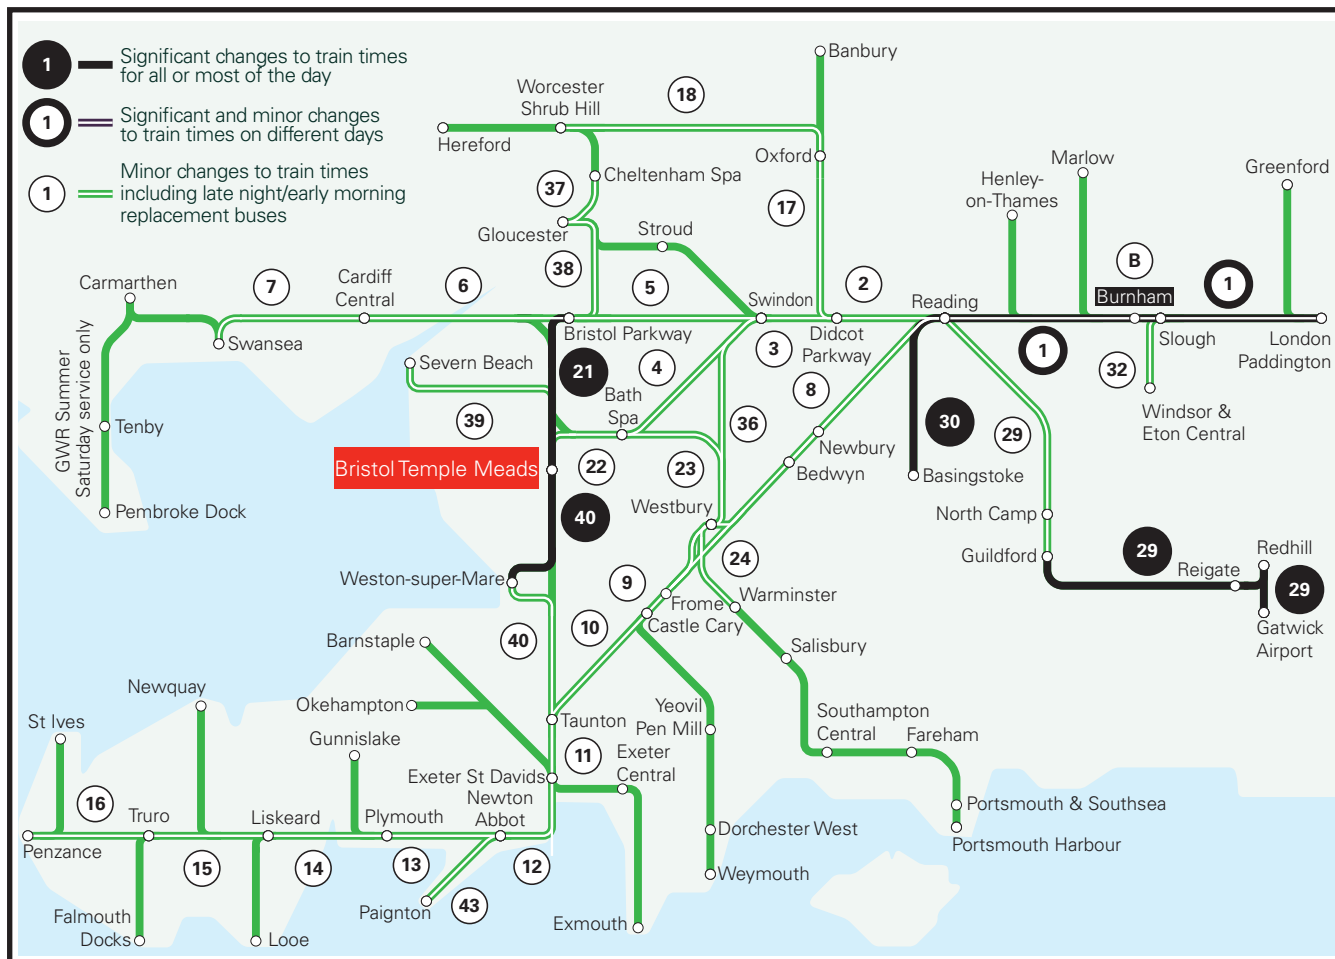 1
Significant changes to train times
for all or most of the day
1
Significant and minor changes
to train times on different days
1
Minor changes to train times
including late night/early morning
replacement buses
Banbury
Worcester
Shrub Hill
18
Hereford
Oxford
Marlow
Greenford
Henley-
on-Thames
37
Cheltenham Spa
17
Gloucester
Stroud
B
Carmarthen
7
Cardiff
Central
6
38
5
Swindon
2
Reading
Burnham
1
Swansea
Bristol Parkway
3
Didcot
Parkway
1
Slough
London
Paddington
GWR Summer
Saturday service only
Severn Beach
21
4
8
32
Bath
Spa
Windsor &
Eton Central
Tenby
39
36
30
29
Newbury
Bristol Temple Meads
22
23
Bedwyn
Basingstoke
Pembroke Dock
40
Westbury
North Camp
24
Guildford
29
Redhill
Reigate
29
Weston-super-Mare
9
Frome
Warminster
Castle Cary
Gatwick
Airport
40
10
Barnstaple
Salisbury
Newquay
Okehampton
Yeovil
Pen Mill
Southampton
Central
Fareham
St Ives
Gunnislake
Taunton
11
Exeter
Central
Exeter St Davids
Newton
Abbot
16
Truro
Liskeard
Plymouth
Portsmouth & Southsea
Penzance
Dorchester West
Portsmouth Harbour
15
14
13
12
Weymouth
Falmouth
Docks
Looe
Paignton
43
Exmouth